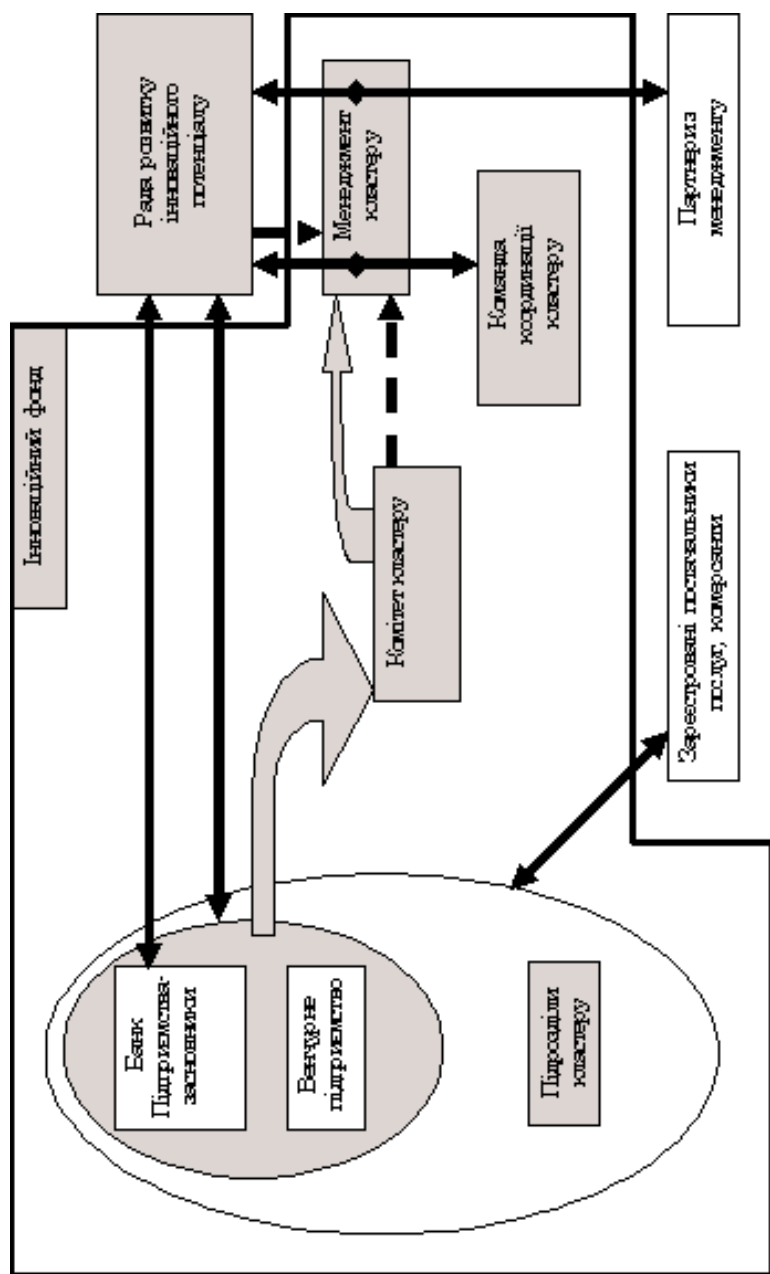 Інноваційний фонд
Банк
Підприємства-
засновники
Рада розвитку
інноваційного
потенціалу
Венчурне
підприємство
Менеджмент
кластеру
Комітет кластеру
Команда
координації
кластеру
Підрозділи
кластеру
Зареєстровані постачальники
послуг, комерсанти
Партнери з
менеджменту